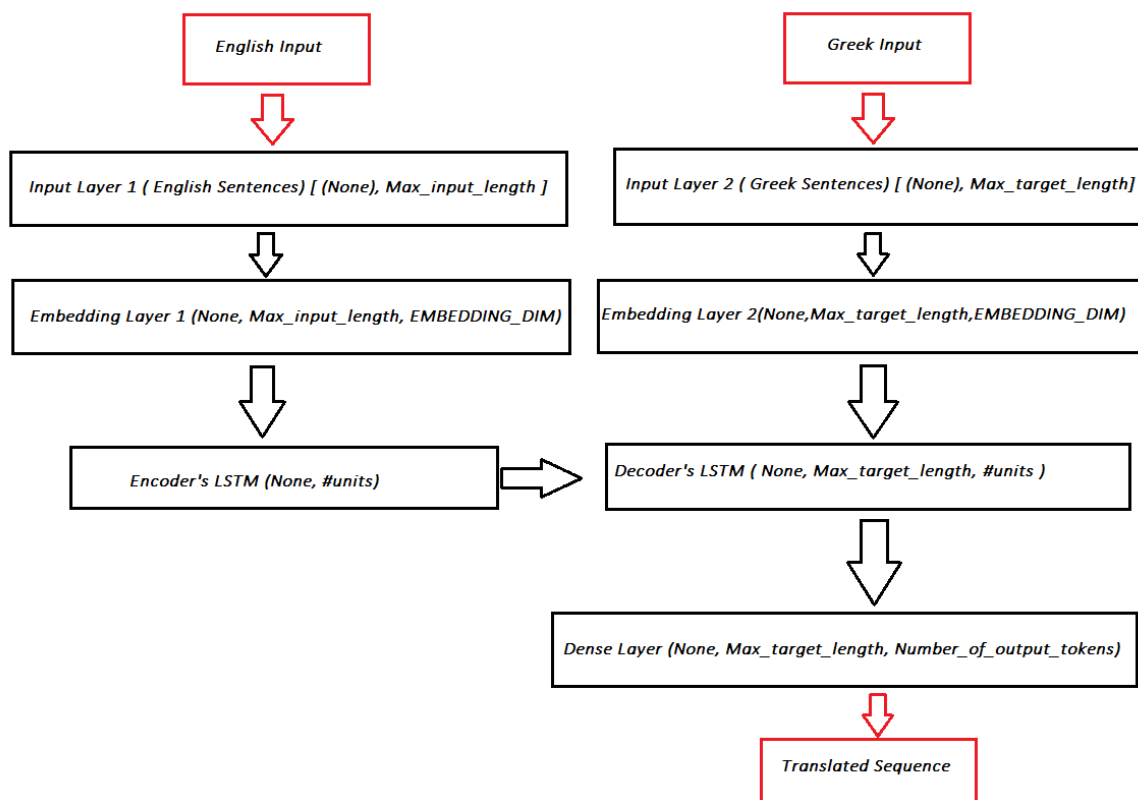 English Input
Greek Input
Input Layer 1 ( English Sentences) [ (None), Max_input_length ]
Input Layer 2 ( Greek Sentences) [ (None), Max_target_length]
Embedding Layer 1 (None, Max_input_length, EMBEDDING_DIM)
Embedding Layer 2(None,Max_target_length,EMBEDDING_DIM)
Encoder's LSTM (None, #units)
Decoder's LSTM ( None, Max_target_length, #units )
Dense Layer (None, Max_target_length, Number_of_output_tokens)
Translated Sequence